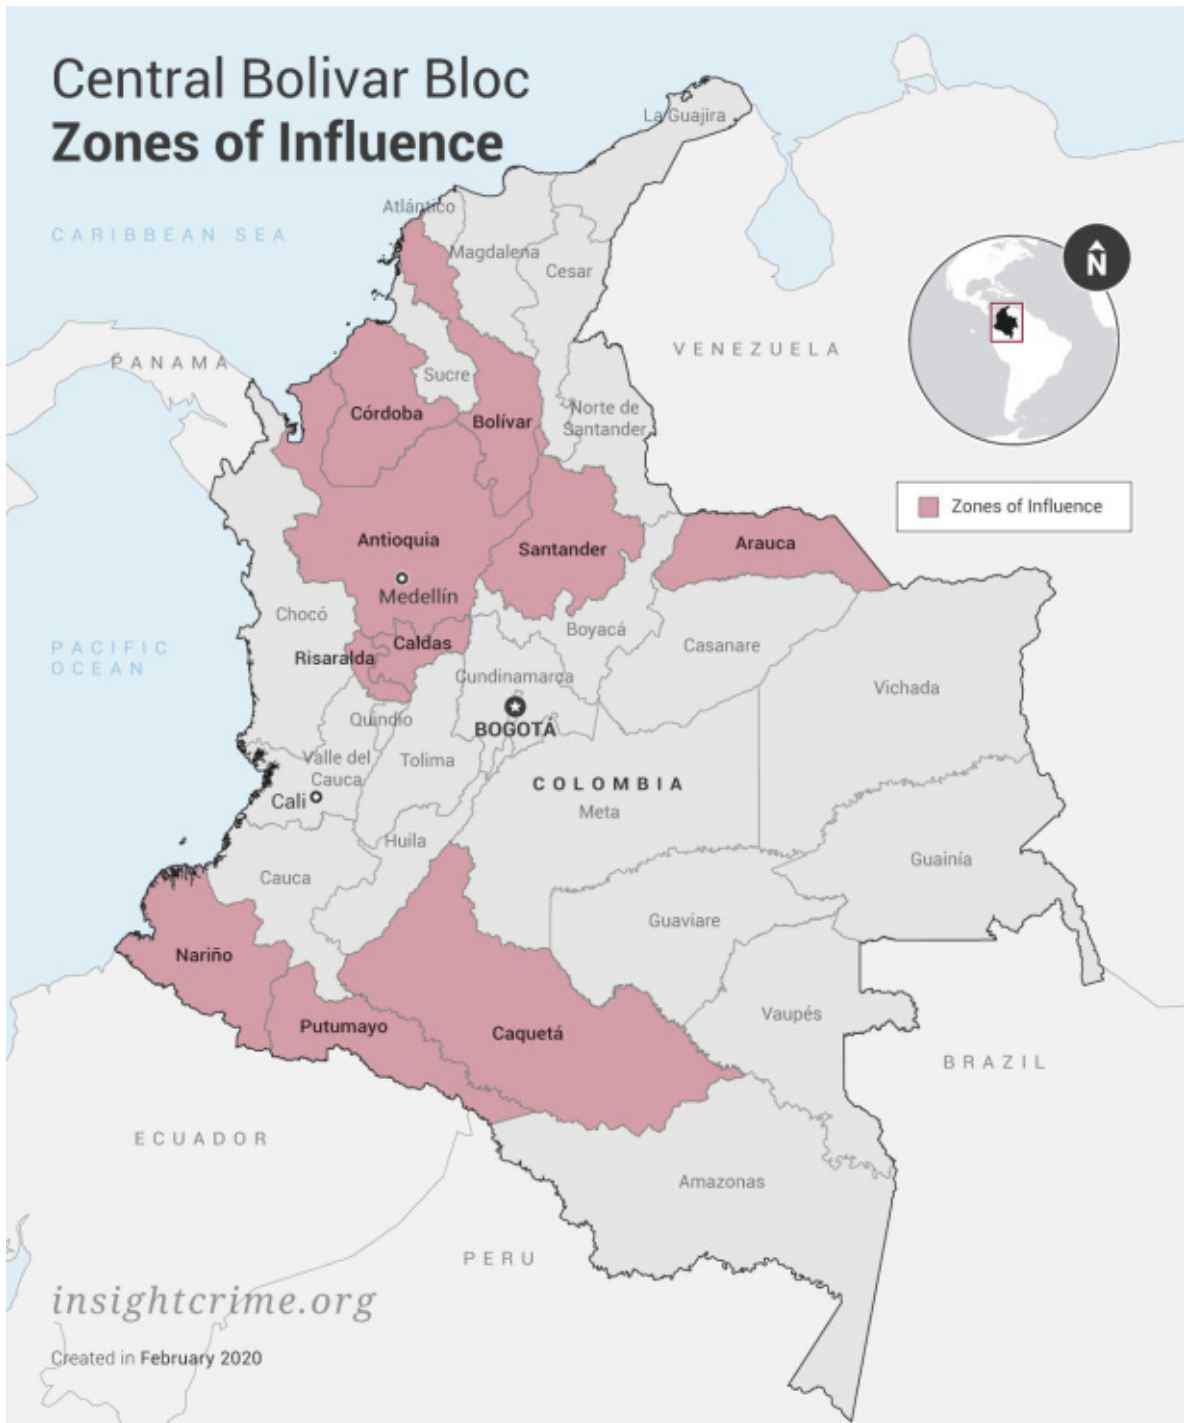 Central Bolivar Bloc
Zones of Influence
La Guajira
Atlántico
CARIBBEAN SEA
Magdalena
Cesar
N
VENEZUELA
PANAMA
Sucre
Córdoba
Bolívar
Norte de
Santander
Zones of Influence
Antioquia
Santander
Arauca
Medellín
Chocó
Boyacá
Caldas
Casanare
PACIFIC
OCEAN
Risaralda
Cundinamarca
Vichada
Quindío
BOGOTÁ
Valle del
Cauca
Tolima
COLOMBIA
Cali
Meta
Huila
Guainía
Cauca
Guaviare
Nariño
Vaupés
Putumayo
Caquetá
BRAZIL
ECUADOR
Amazonas
PERU
insightcrime.org
Created in February 2020